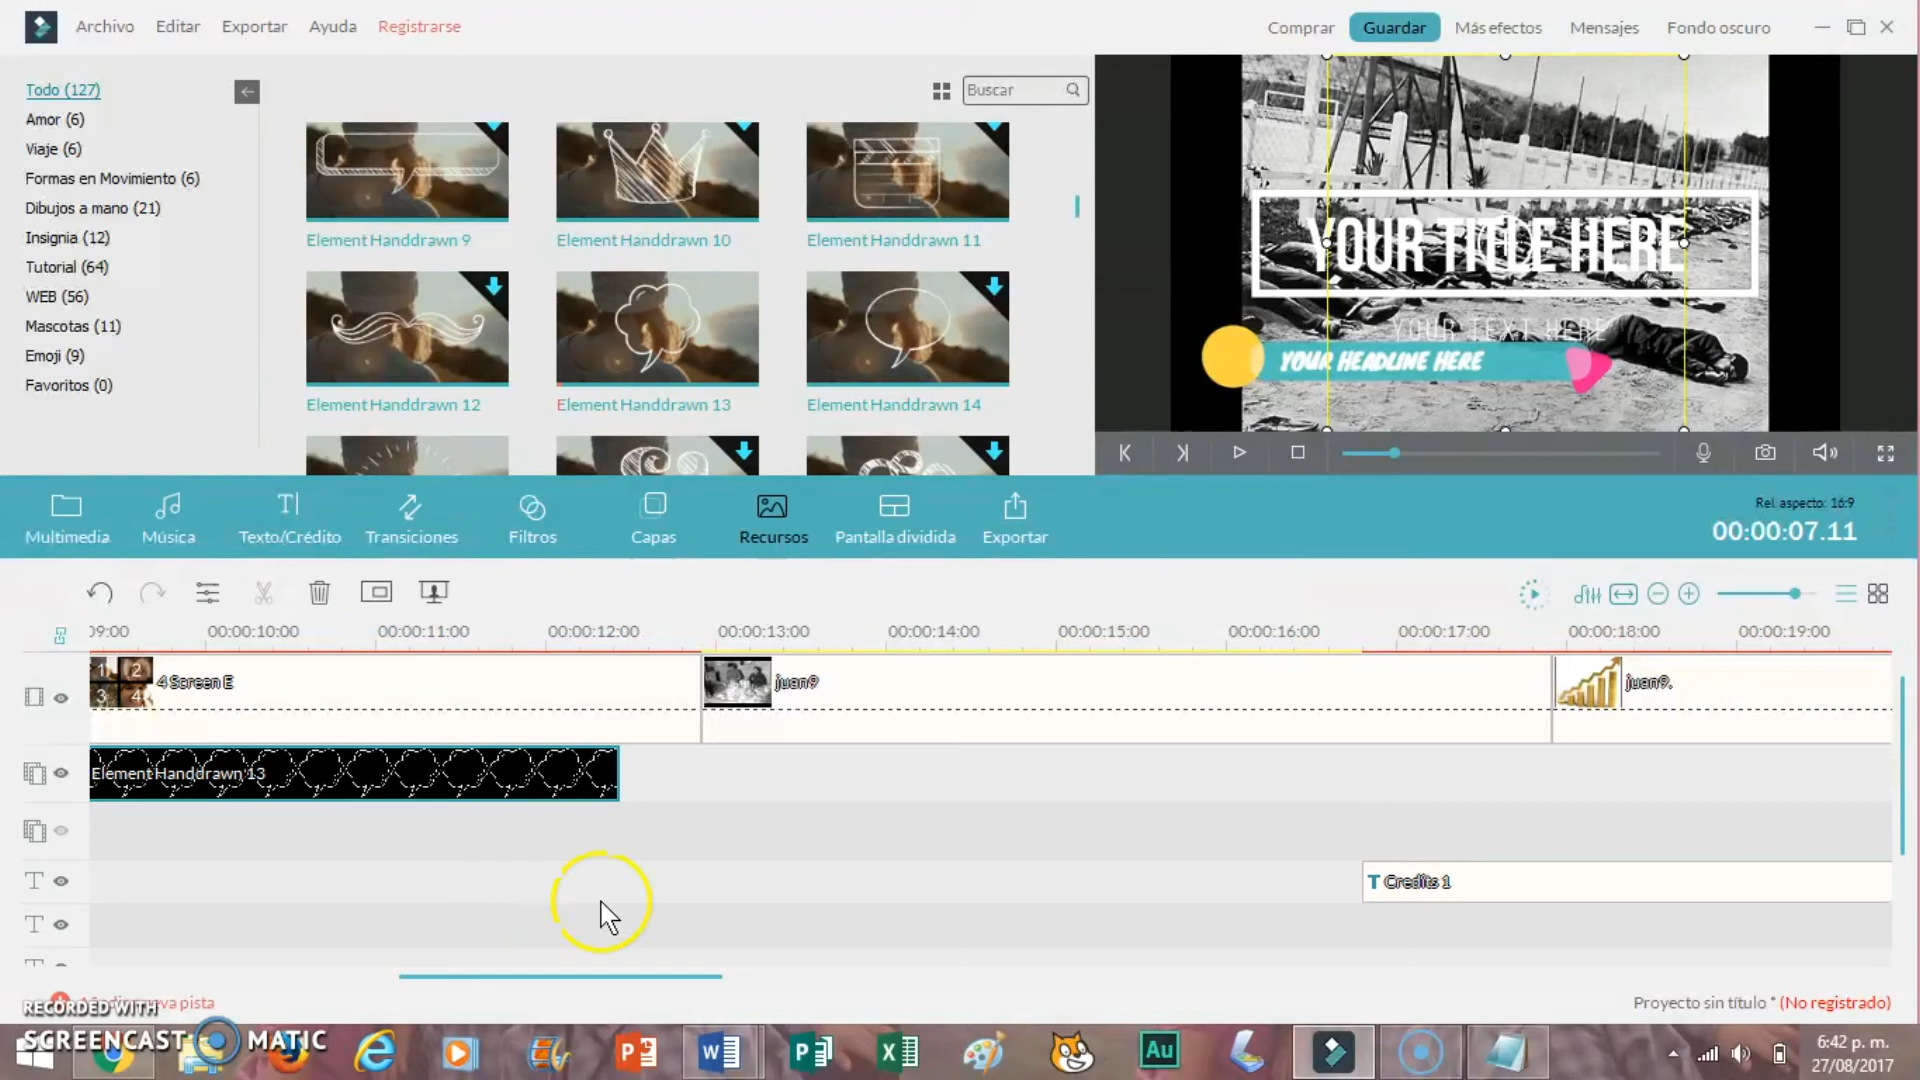 Archivo Editar Exportar Ayuda Registrarse
Comprar Guardar Más efectos Mensajes Fondo oscuro
Todo (127)
Amor (6)
Viaje (6)
Formas en Movimiento (6)
Dibujos a mano (21)
Insignia (12)
Tutorial (64)
WEB (56)
Mascotas (11)
Emoji (9)
Favoritos (0)
Buscar
Element Handdrawn 9 Element Handdrawn 10 Element Handdrawn 11
Element Handdrawn 12 Element Handdrawn 13 Element Handdrawn 14
YOUR TITLE HERE
YOUR TEXT HERE
YOUR HEADLINE HERE
Multimedia Música Texto/Crédito Transiciones Filtros Capas Recursos Pantalla dividida Exportar
Rel. aspecto: 16:9
00:00:07.11
09:00 00:00:10:00 00:00:11:00 00:00:12:00 00:00:13:00 00:00:14:00 00:00:15:00 00:00:16:00 00:00:17:00 00:00:18:00 00:00:19:00
1 2
3 4
4 Screen E juan9 juan9.
Element Handdrawn 13
T Credits 1
va pista
Proyecto sin título * (No registrado)
RECORDED WITH
SCREENCAST MATIC
Au
6:42 p. m.
27/08/2017